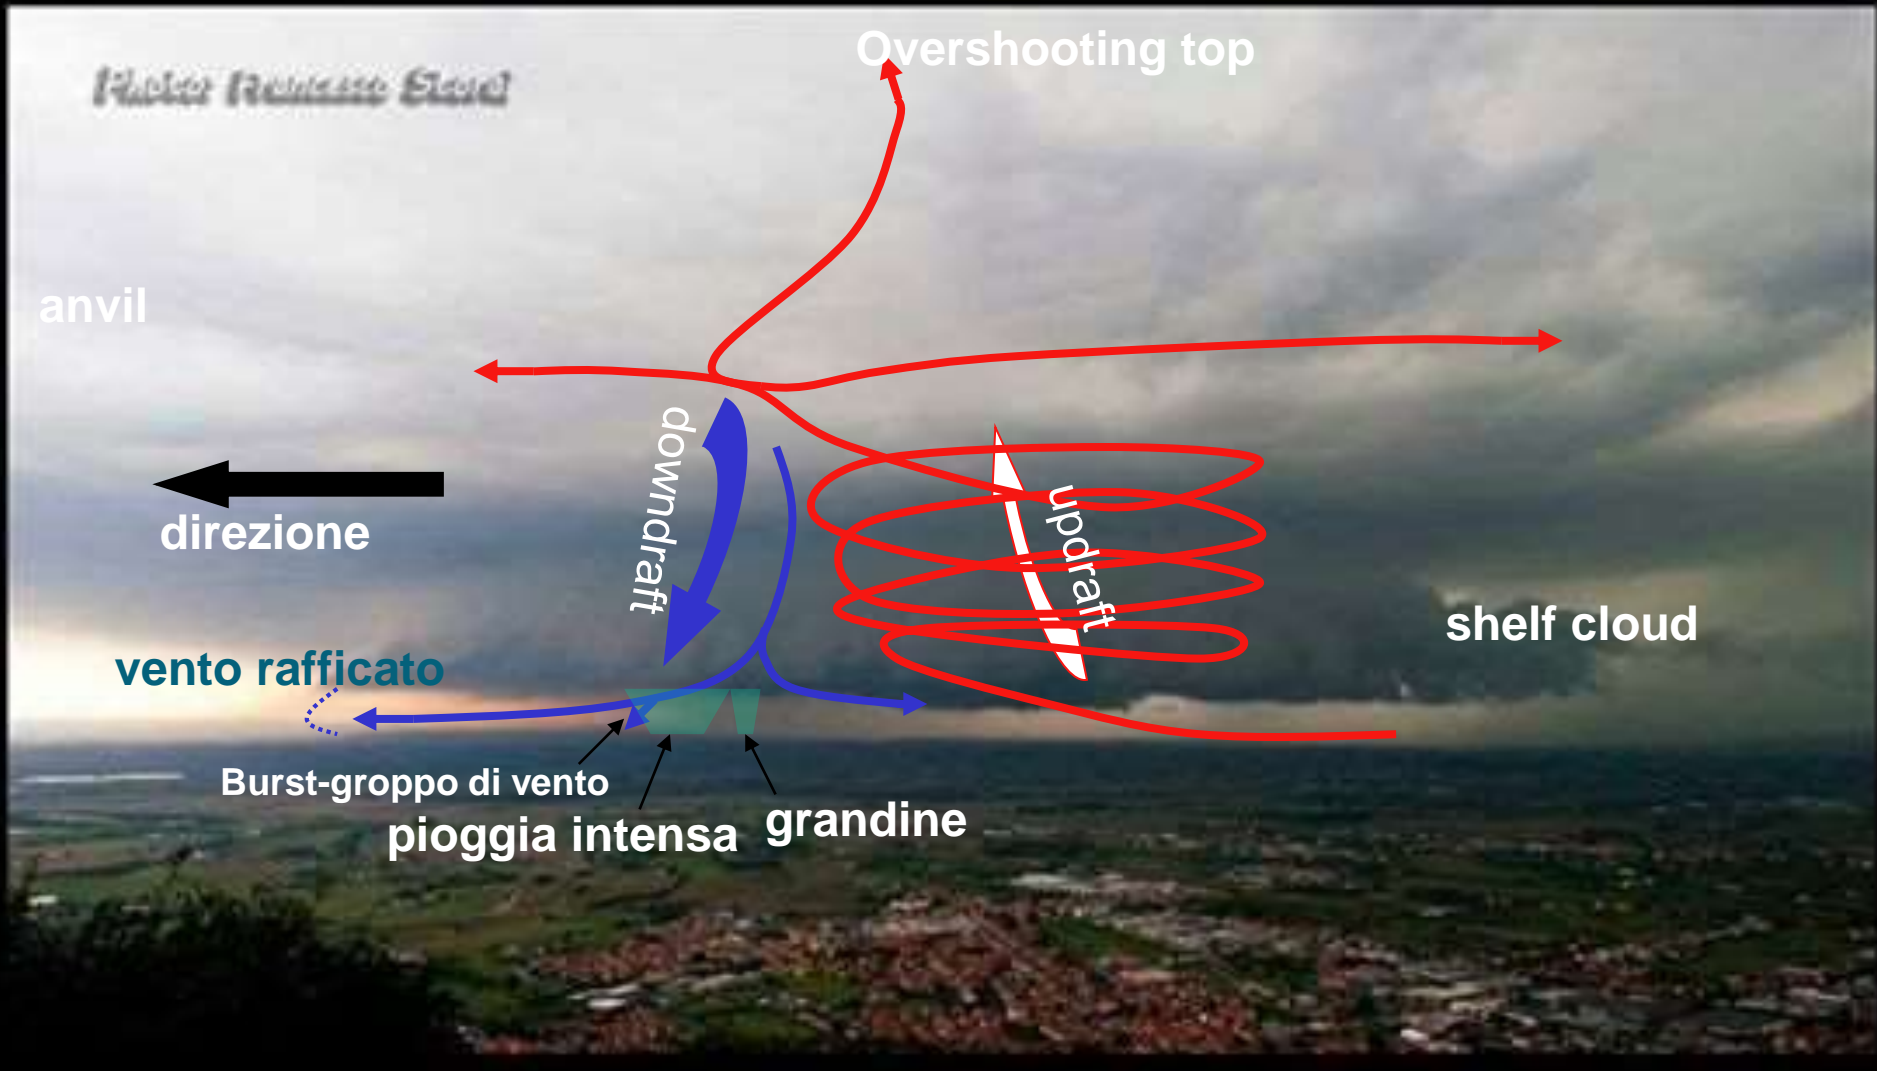 Overshooting top
anvil
downdraft
updraft
direzione
shelf cloud
vento rafficato
Burst-groppo di vento
pioggia intensa
grandine